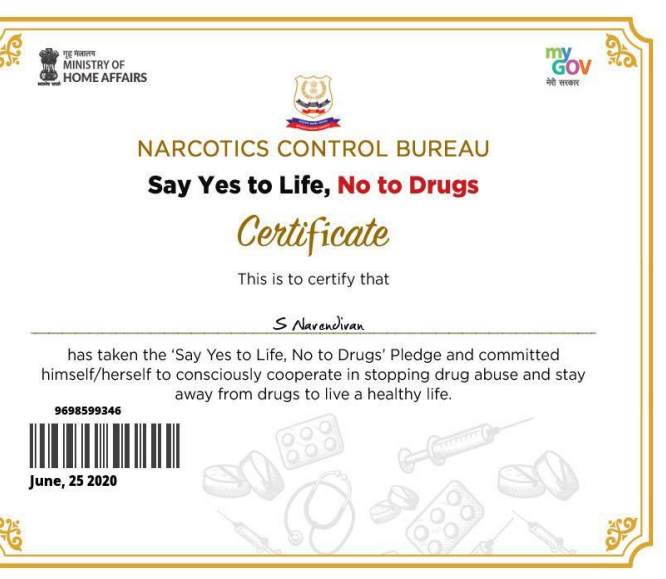 गृह मंत्रालय
MINISTRY OF
HOME AFFAIRS
my
GOV
मेरी सरकार
NARCOTICS CONTROL BUREAU
Say Yes to Life, No to Drugs
Certificate
This is to certify that
S Narendiran
has taken the ‘Say Yes to Life, No to Drugs’ Pledge and committed
himself/herself to consciously cooperate in stopping drug abuse and stay
away from drugs to live a healthy life.
9698599346
June, 25 2020